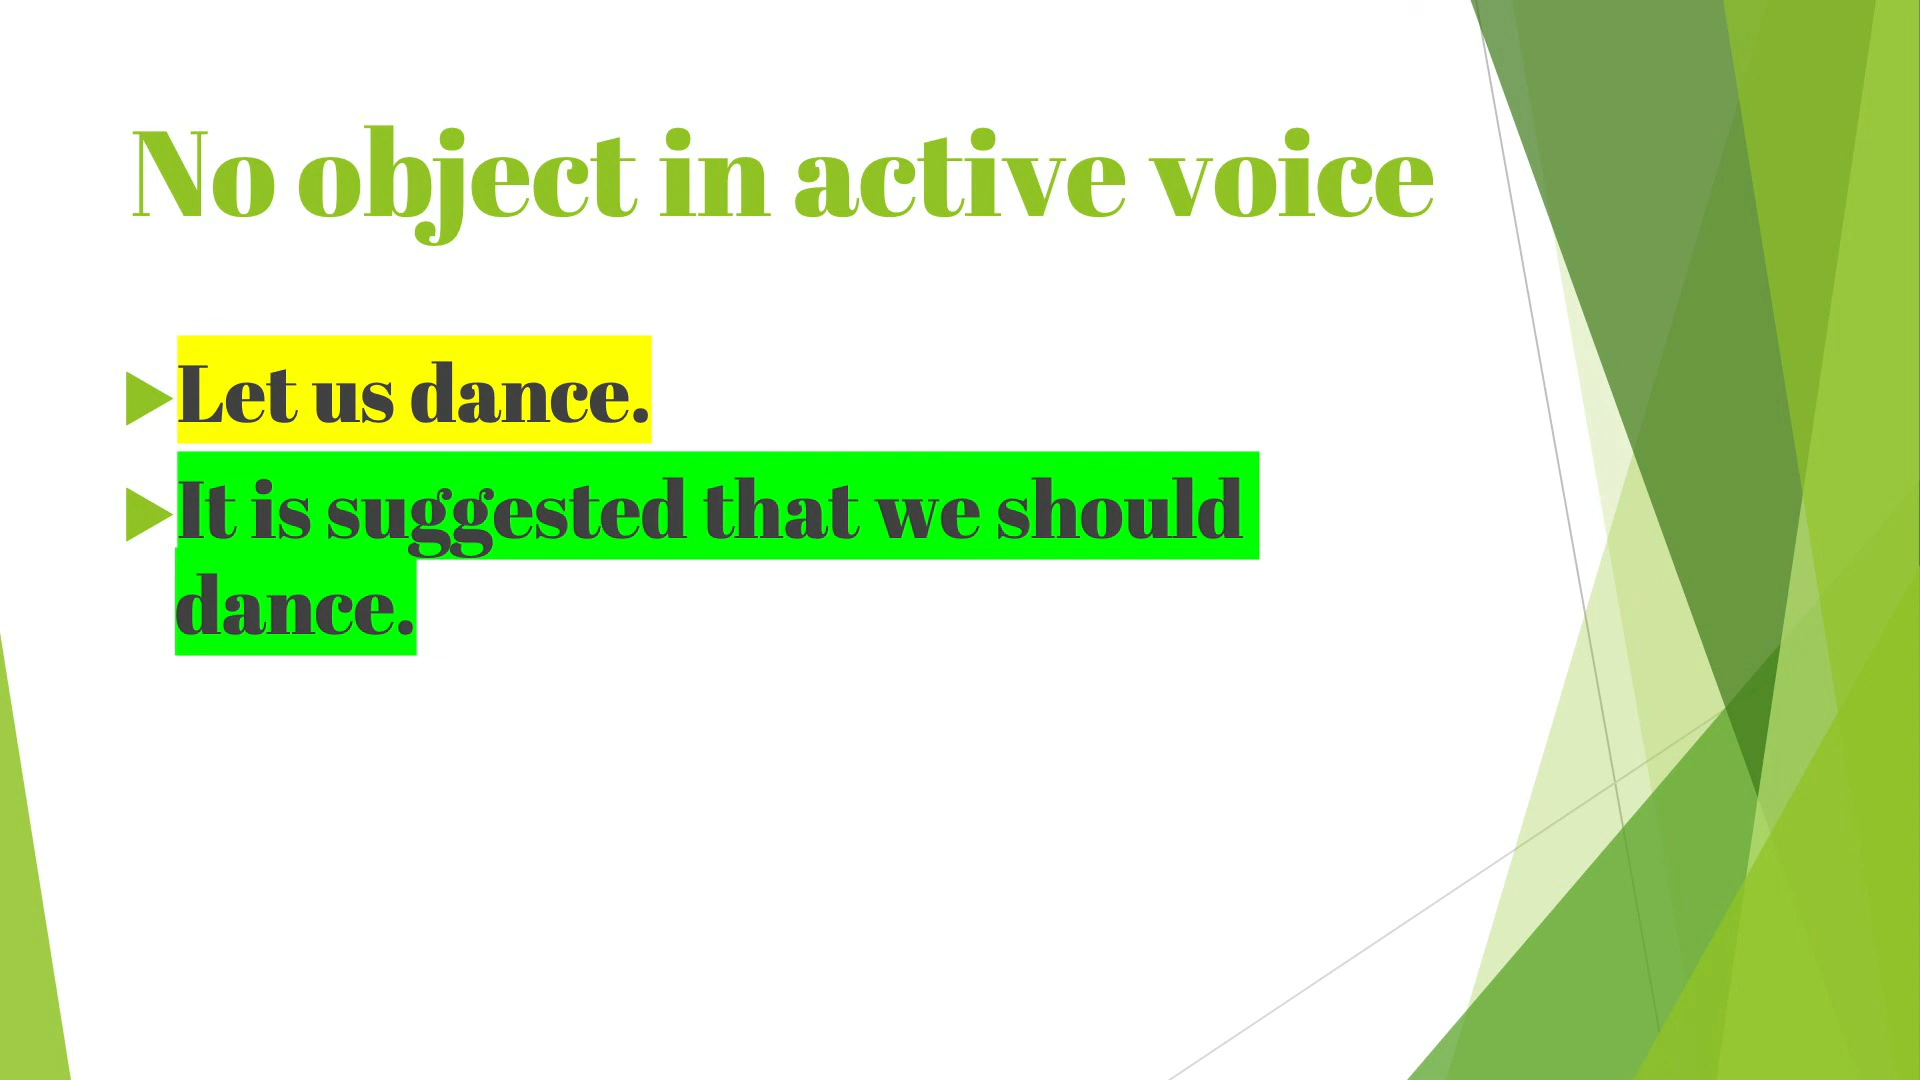 No object in active voice
Let us dance.
It is suggested that we should
dance.